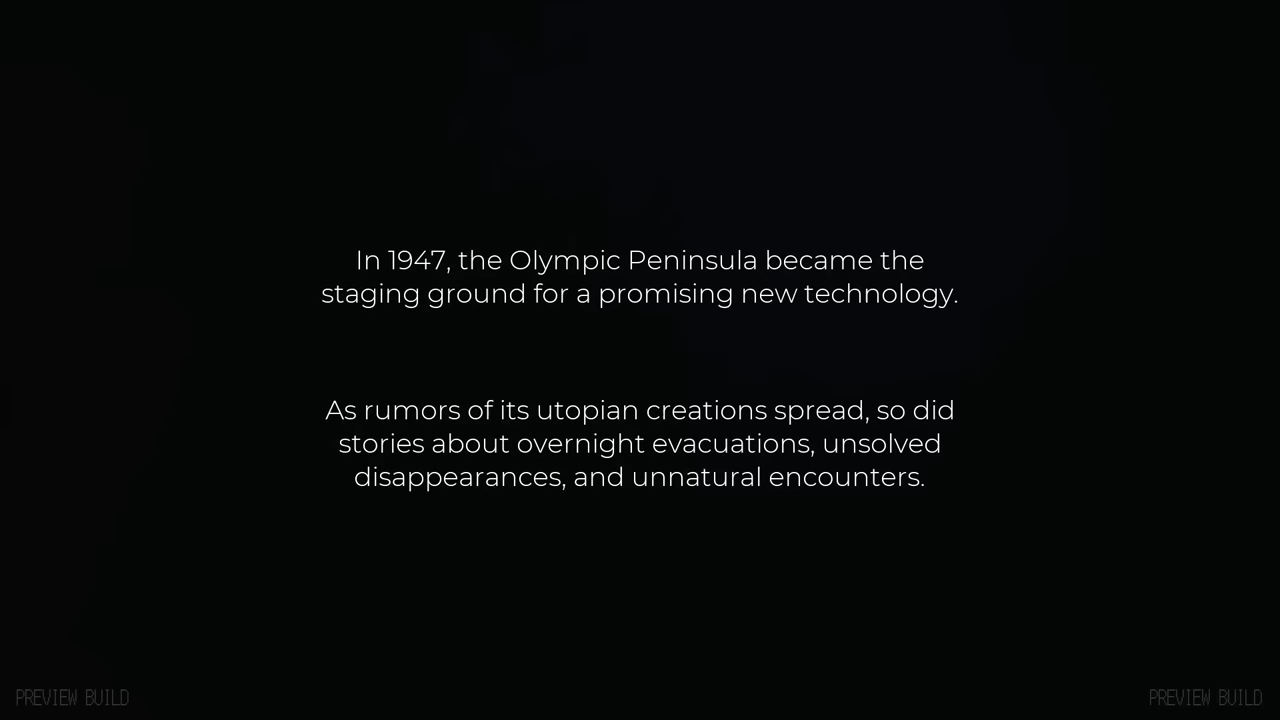 In 1947, the Olympic Peninsula became the
staging ground for a promising new technology.
As rumors of its utopian creations spread, so did
stories about overnight evacuations, unsolved
disappearances, and unnatural encounters.
PREVIEW BUILD
PREVIEW BUILD